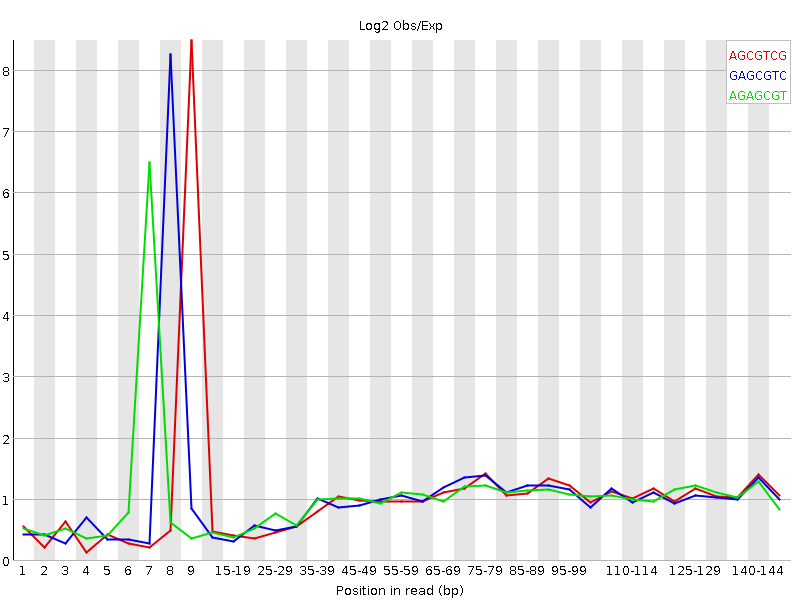 Log2 Obs/Exp
AGCGTCG
GAGCGTC
AGAGCGT
8
7
6
5
4
3
2
1
0
1 2 3 4 5 6 7 8 9 15-19 25-29 35-39 45-49 55-59 65-69 75-79 85-89 95-99 110-114 125-129 140-144
Position in read (bp)